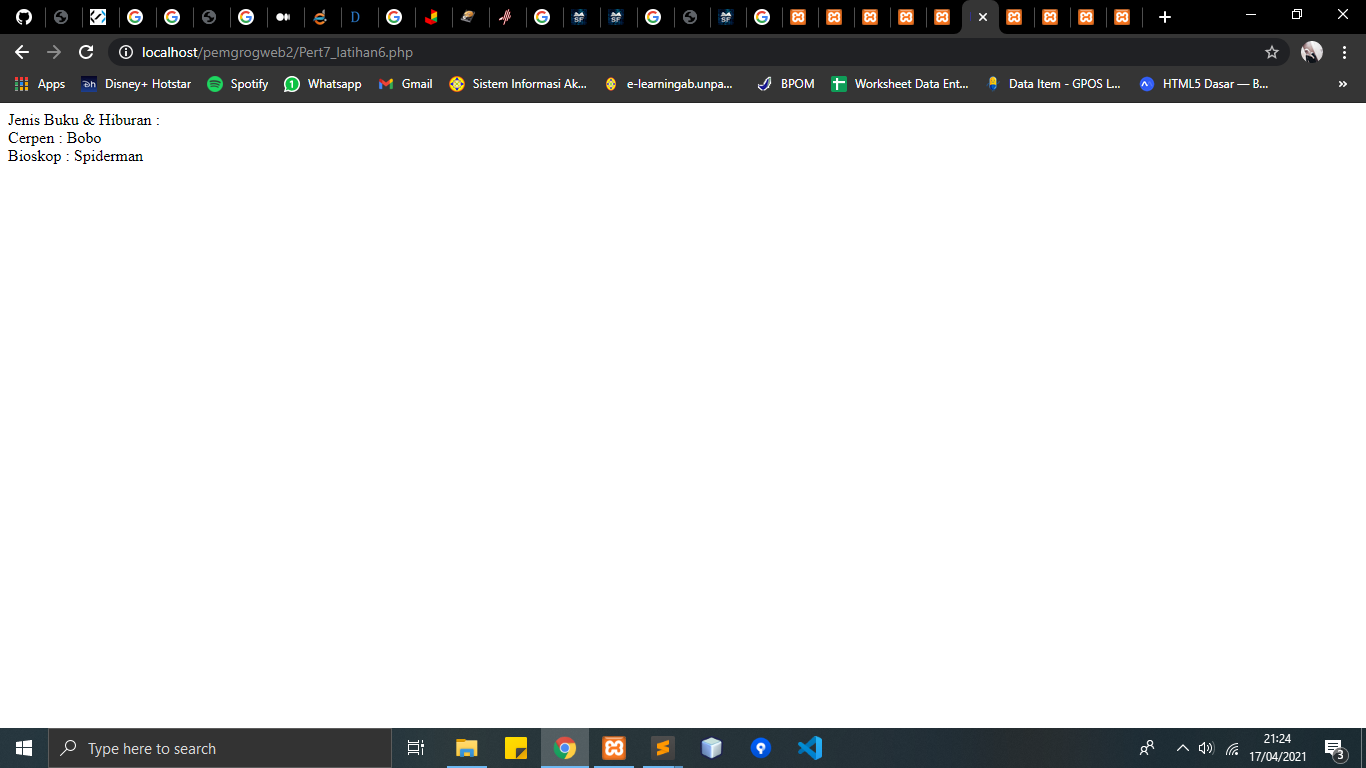 localhost/pemgrogweb2/Pert7_latihan6.php
Apps
Disney+ Hotstar
Spotify
Whatsapp
Gmail
Sistem Informasi Ak...
e-learningab.unpa...
BPOM
Worksheet Data Ent...
Data Item - GPOS L...
HTML5 Dasar — B...
»
Jenis Buku & Hiburan :
Cerpen : Bobo
Bioskop : Spiderman
Type here to search
21:24
17/04/2021
3